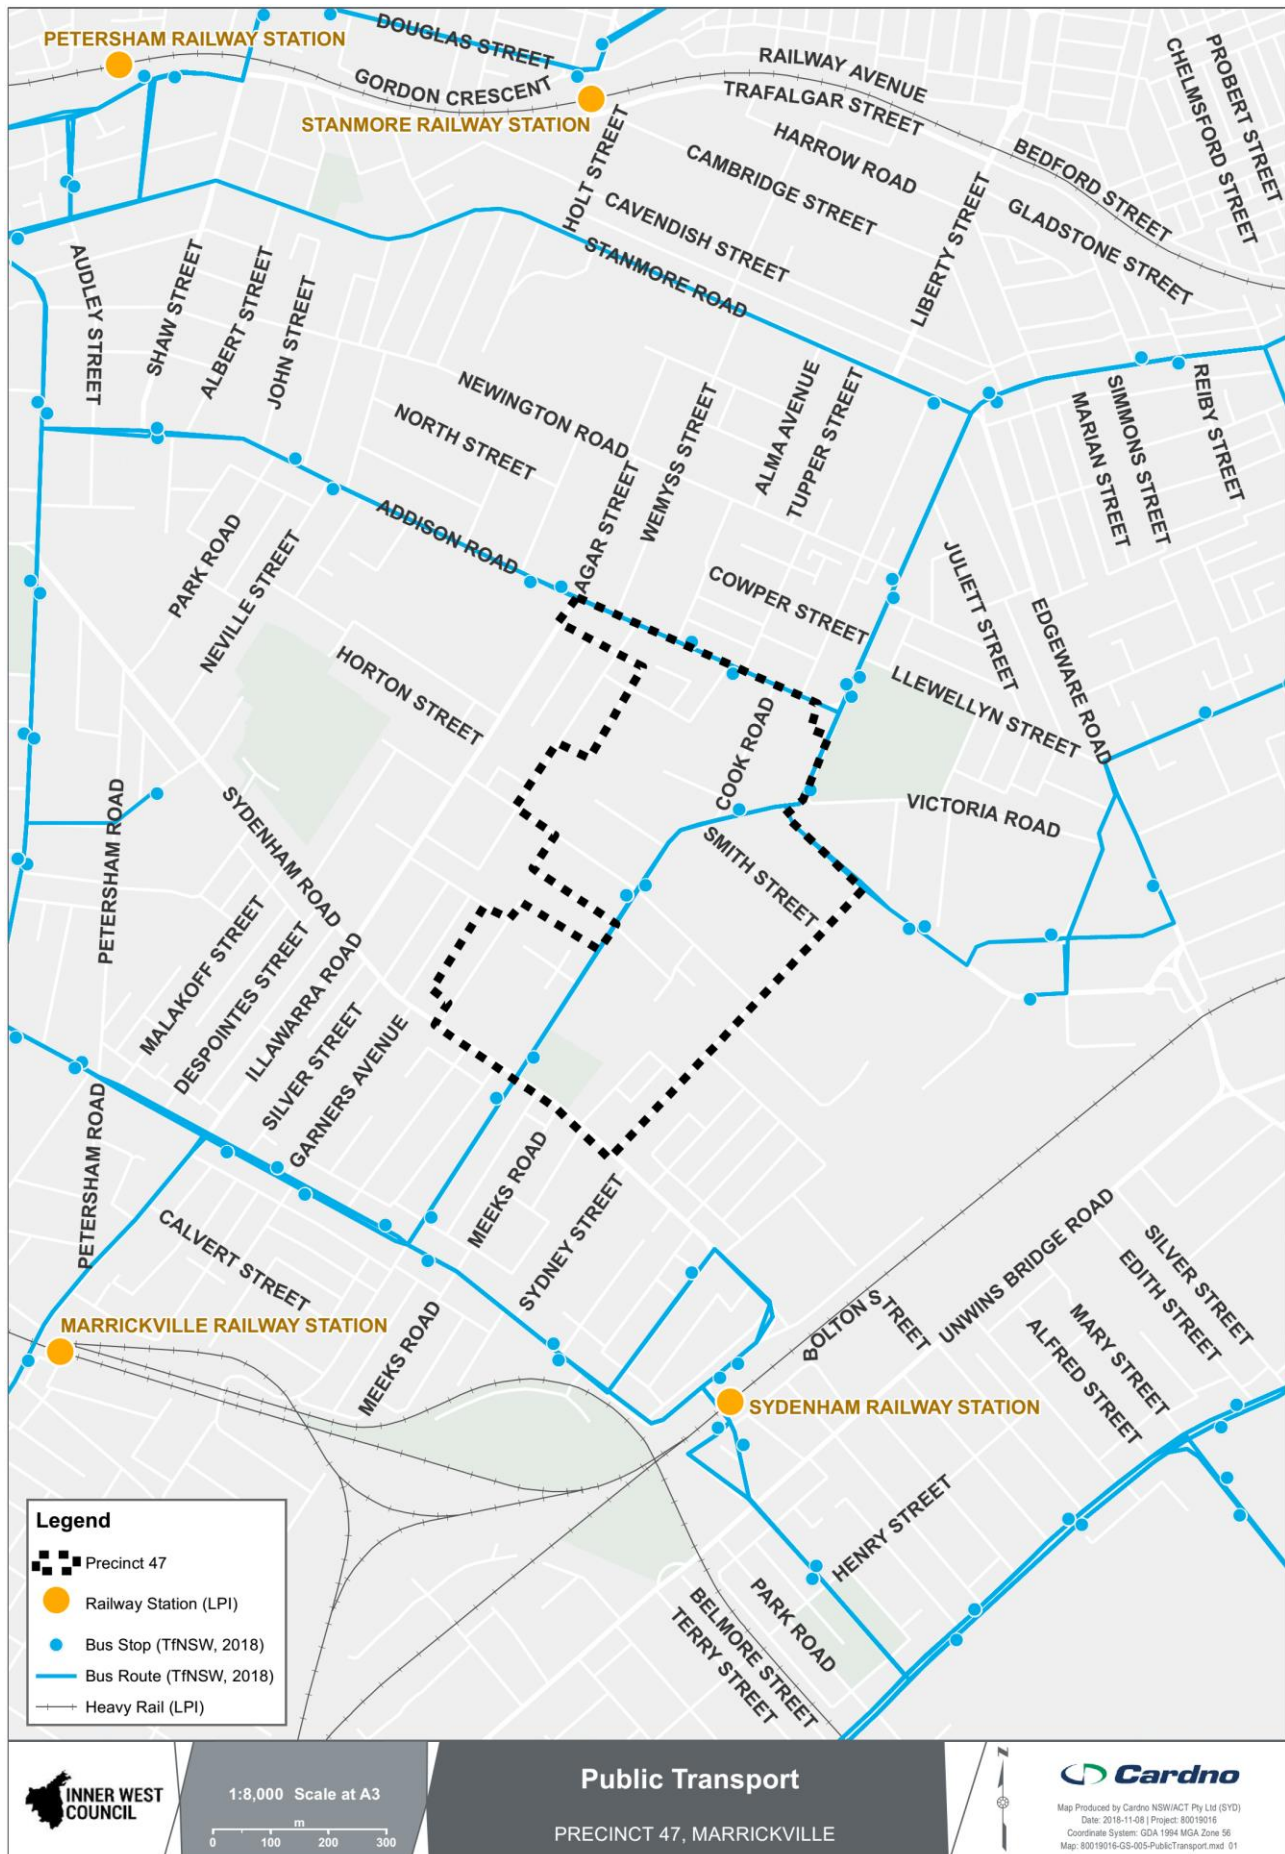 PETERSHAM RAILWAY STATION
DOUGLAS STREET
GORDON CRESCENT
STANMORE RAILWAY STATION
RAILWAY AVENUE
TRAFALGAR STREET
PROBERT STREET
CHELMSFORD STREET
HOLT STREET
HARROW ROAD
CAMBRIDGE STREET
CAVENDISH STREET
STANMORE ROAD
LIBERTY STREET
BEDFORD STREET
GLADSTONE STREET
AUDLEY STREET
SHAW STREET
ALBERT STREET
JOHN STREET
NEWINGTON ROAD
NORTH STREET
ADDISON ROAD
AGAR STREET
WEMYSS STREET
ALMA AVENUE
TUPPER STREET
REIBY STREET
SIMMONS STREET
MARIAN STREET
PARK ROAD
NEVILLE STREET
COWPER STREET
JULIETT STREET
EDGEWARE ROAD
HORTON STREET
LLEWELLYN STREET
COOK ROAD
VICTORIA ROAD
SMITH STREET
PETERSHAM ROAD
SYDENHAM ROAD
MALAKOFF STREET
DESPOINTES STREET
ILLAWARRA ROAD
SILVER STREET
GARNERS AVENUE
PETERSHAM ROAD
MEEKS ROAD
SYDNEY STREET
CALVERT STREET
MEEKS ROAD
MARRICKVILLE RAILWAY STATION
BOLTON STREET
UNWINS BRIDGE ROAD
SILVER STREET
EDITH STREET
MARY STREET
ALFRED STREET
SYDENHAM RAILWAY STATION
HENRY STREET
PARK ROAD
BELMORE STREET
TERRY STREET
Legend
Precinct 47
Railway Station (LPI)
Bus Stop (TfNSW, 2018)
Bus Route (TfNSW, 2018)
Heavy Rail (LPI)
INNER WEST
COUNCIL
1:8,000 Scale at A3
m
0 100 200 300
Public Transport
PRECINCT 47, MARRICKVILLE
N
Cardno
Map Produced by Cardno NSW/ACT Pty Ltd (SYD)
Date: 2018-11-08 | Project: 80019016
Coordinate System: GDA 1994 MGA Zone 56
Map: 80019016-GS-005-PublicTransport.mxd 01